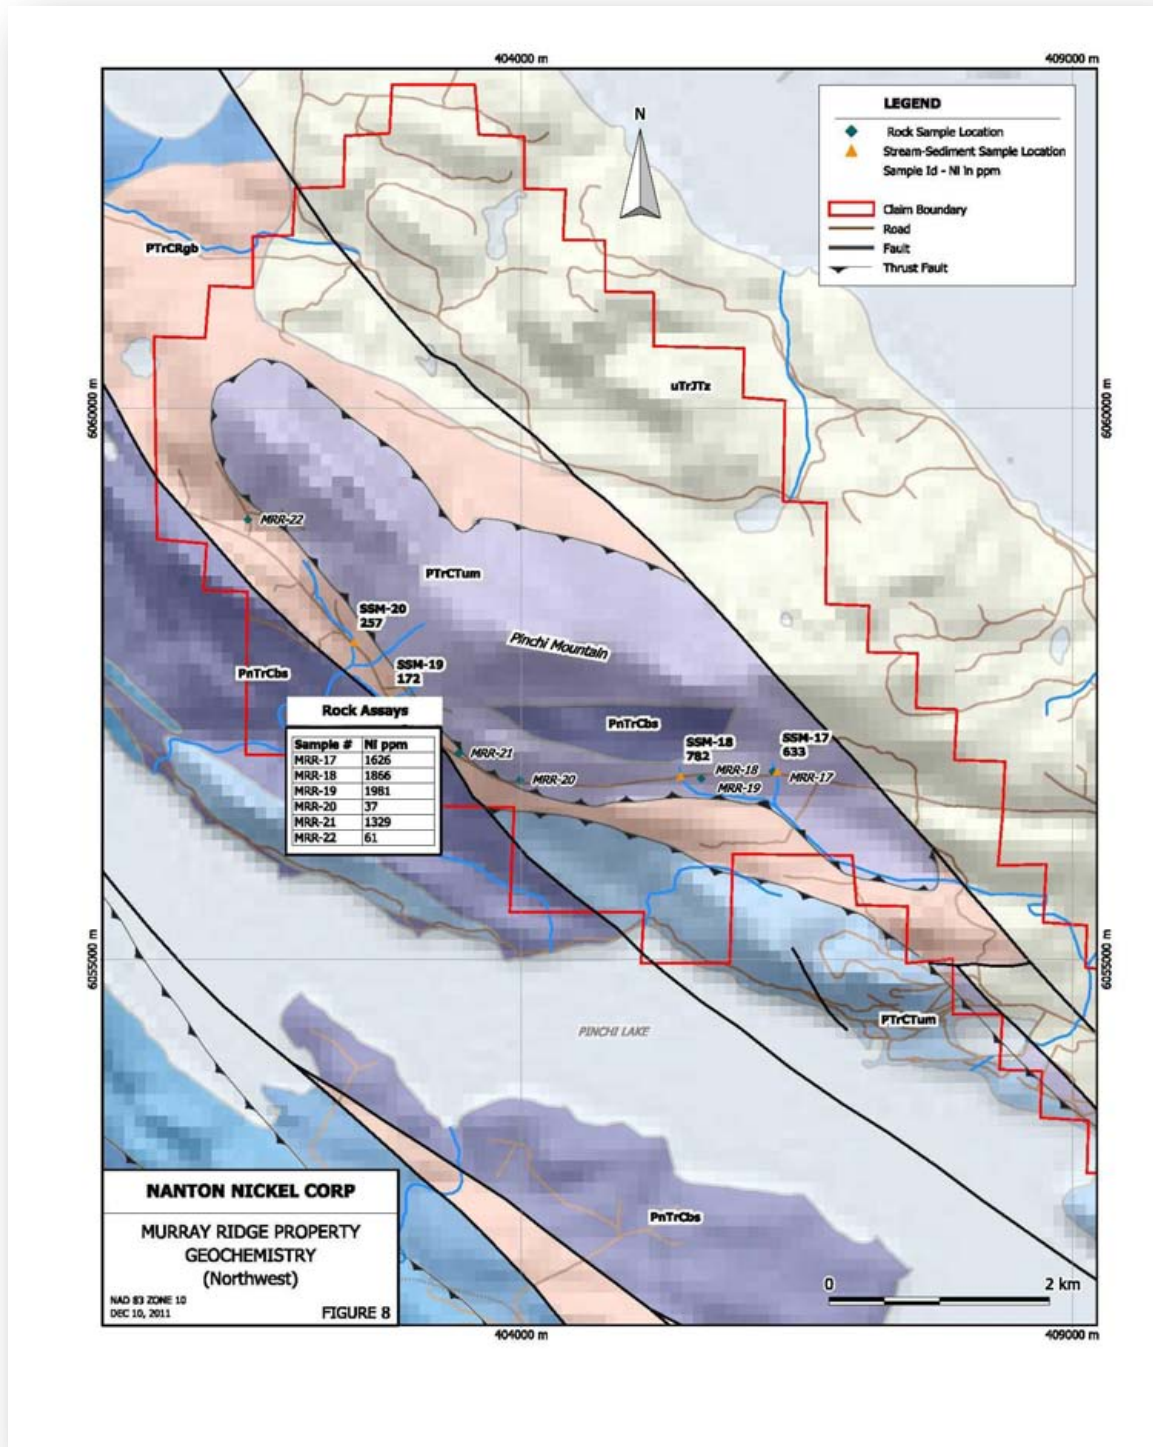 404000 m
409000 m
LEGEND
Rock Sample Location
Stream-Sediment Sample Location
Sample Id - Ni in ppm
Claim Boundary
Road
Fault
Thrust Fault
N
PTrCRgb
uTrJTz
6060000 m
6060000 m
MRR-22
PTrCTum
SSM-20
257
Pinchi Mountain
SSM-19
172
PnTrCbs
PnTrCbs
SSM-18
782
SSM-17
633
MRR-21
MRR-20
MRR-18
MRR-19
MRR-17
Rock Assays
Sample # Ni ppm
MRR-17 1626
MRR-18 1866
MRR-19 1981
MRR-20 37
MRR-21 1329
MRR-22 61
6055000 m
6055000 m
PTrCTum
PINCHI LAKE
PnTrCbs
NANTON NICKEL CORP
MURRAY RIDGE PROPERTY
GEOCHEMISTRY
(Northwest)
NAD 83 ZONE 10
DEC 10, 2011
FIGURE 8
0 2 km
404000 m
409000 m